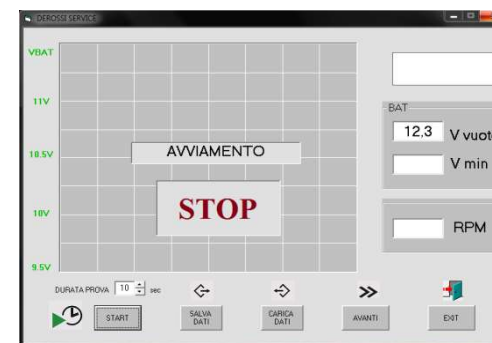 DEROSSI SERVICE
VBAT
11V
10.5V
10V
9.5V
AVVIAMENTO
STOP
BAT
12,3 V vuoto
V min
RPM
DURATA PROVA 10 sec
START
SALVA
DATI
CARICA
DATI
AVANTI
EXIT